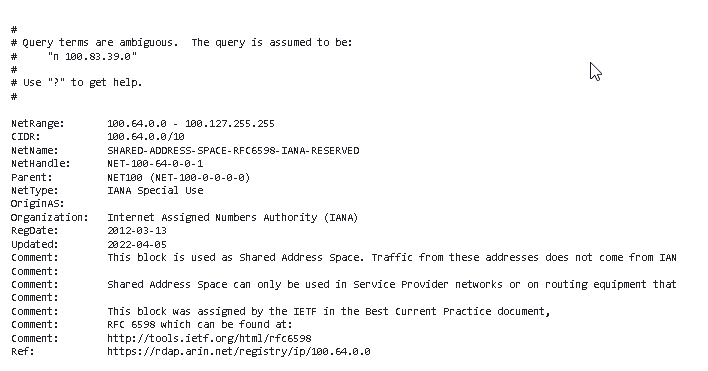 #
# Query terms are ambiguous.  The query is assumed to be:
#     "n 100.83.39.0"
#
# Use "?" to get help.
#
NetRange:       100.64.0.0 - 100.127.255.255
CIDR:           100.64.0.0/10
NetName:        SHARED-ADDRESS-SPACE-RFC6598-IANA-RESERVED
NetHandle:      NET-100-64-0-0-1
Parent:         NET100 (NET-100-0-0-0-0)
NetType:        IANA Special Use
OriginAS:
Organization:   Internet Assigned Numbers Authority (IANA)
RegDate:        2012-03-13
Updated:        2022-04-05
Comment:        This block is used as Shared Address Space. Traffic from these addresses does not come from IAN
Comment:
Comment:        Shared Address Space can only be used in Service Provider networks or on routing equipment that
Comment:
Comment:        This block was assigned by the IETF in the Best Current Practice document,
Comment:        RFC 6598 which can be found at:
Comment:        http://tools.ietf.org/html/rfc6598
Ref:            https://rdap.arin.net/registry/ip/100.64.0.0